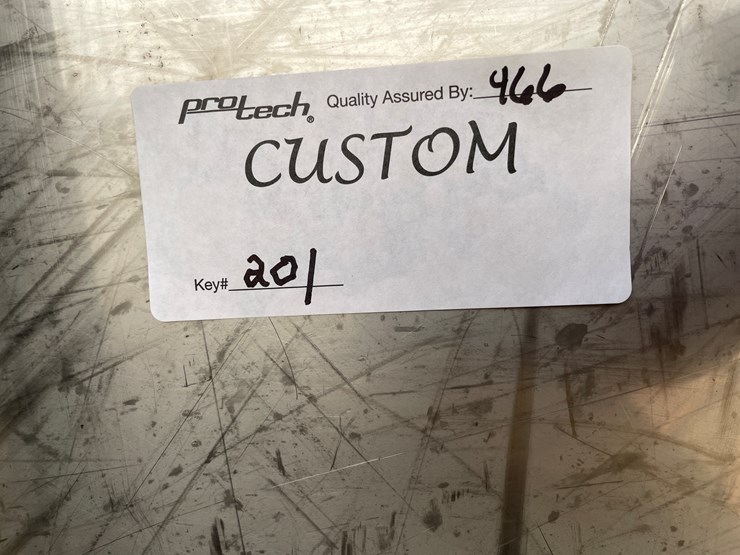 protech® Quality Assured By: 466
CUSTOM
Key# 201